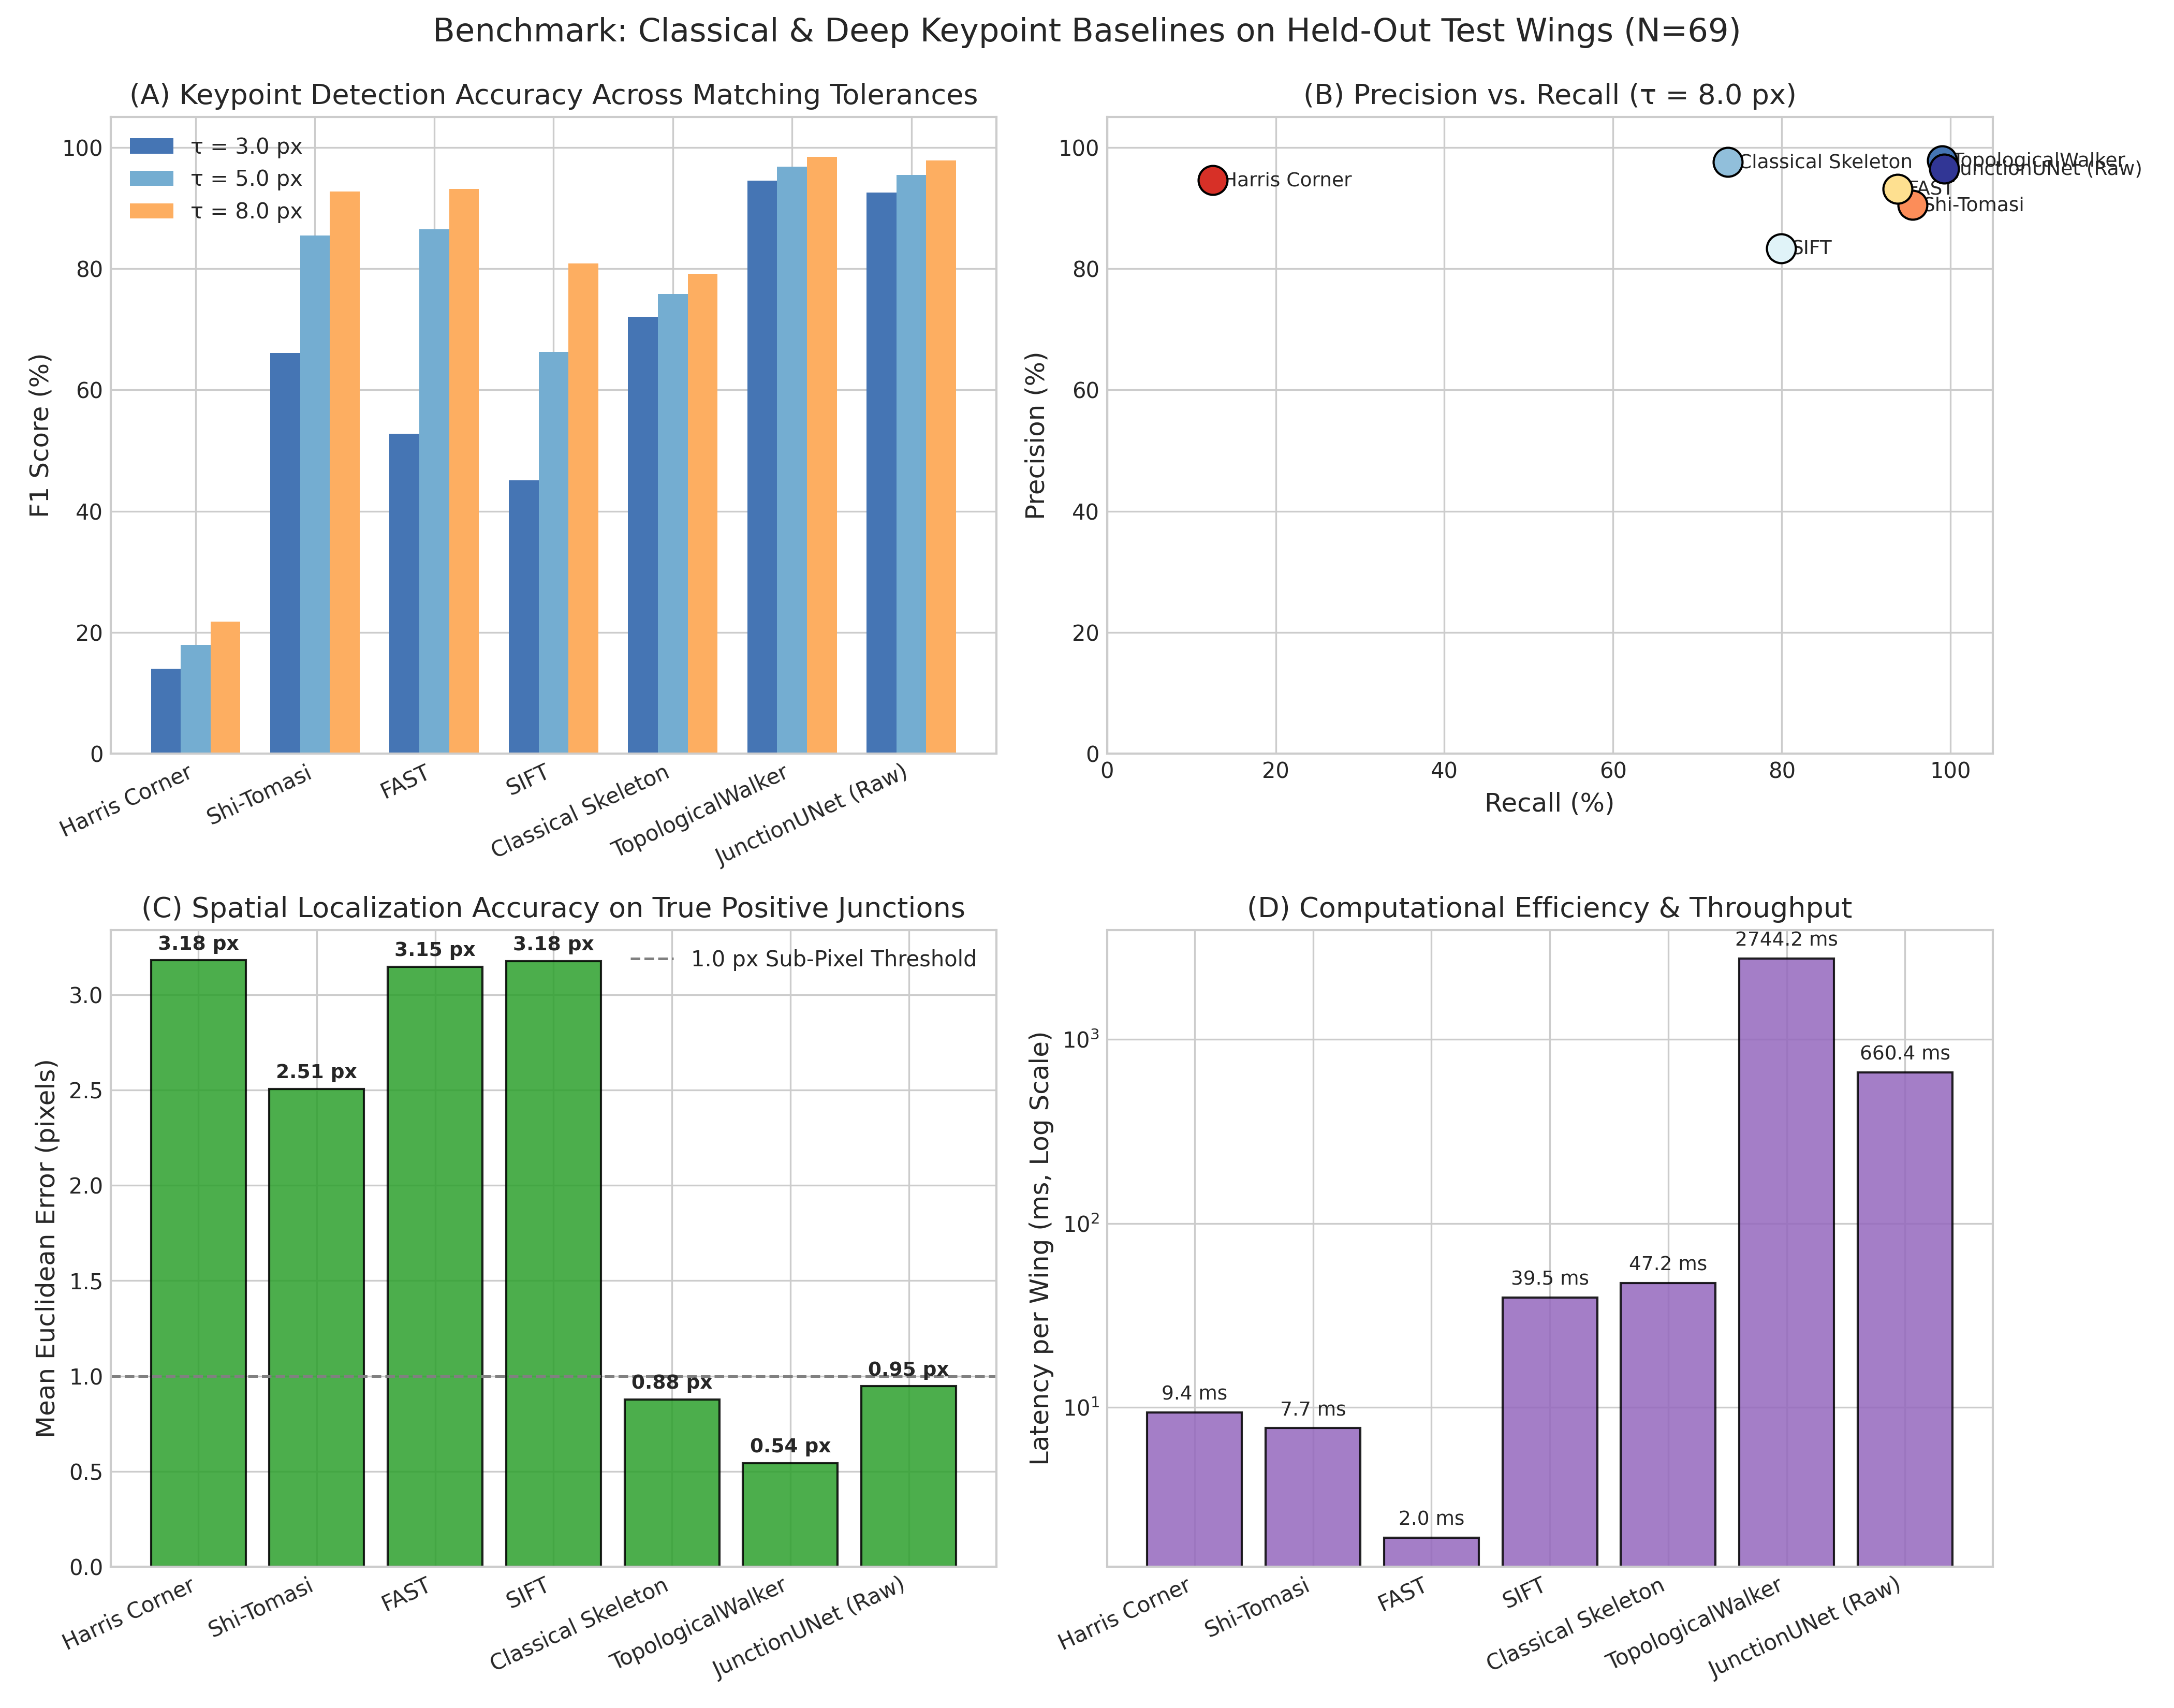 Benchmark: Classical & Deep Keypoint Baselines on Held-Out Test Wings (N=69)
(A) Keypoint Detection Accuracy Across Matching Tolerances
τ = 3.0 px
τ = 5.0 px
τ = 8.0 px
F1 Score (%)
100
80
60
40
20
0
Harris Corner
Shi-Tomasi
FAST
SIFT
Classical Skeleton
TopologicalWalker
JunctionUNet (Raw)
(B) Precision vs. Recall (τ = 8.0 px)
Precision (%)
100
80
60
40
20
0
Harris Corner
Classical Skeleton
TopologicalWalker
JunctionUNet (Raw)
FAST
Shi-Tomasi
SIFT
0
20
40
60
80
100
Recall (%)
(C) Spatial Localization Accuracy on True Positive Junctions
1.0 px Sub-Pixel Threshold
Mean Euclidean Error (pixels)
3.0
2.5
2.0
1.5
1.0
0.5
0.0
3.18 px
2.51 px
3.15 px
3.18 px
0.88 px
0.54 px
0.95 px
Harris Corner
Shi-Tomasi
FAST
SIFT
Classical Skeleton
TopologicalWalker
JunctionUNet (Raw)
(D) Computational Efficiency & Throughput
Latency per Wing (ms, Log Scale)
10³
10²
10¹
9.4 ms
7.7 ms
2.0 ms
39.5 ms
47.2 ms
2744.2 ms
660.4 ms
Harris Corner
Shi-Tomasi
FAST
SIFT
Classical Skeleton
TopologicalWalker
JunctionUNet (Raw)